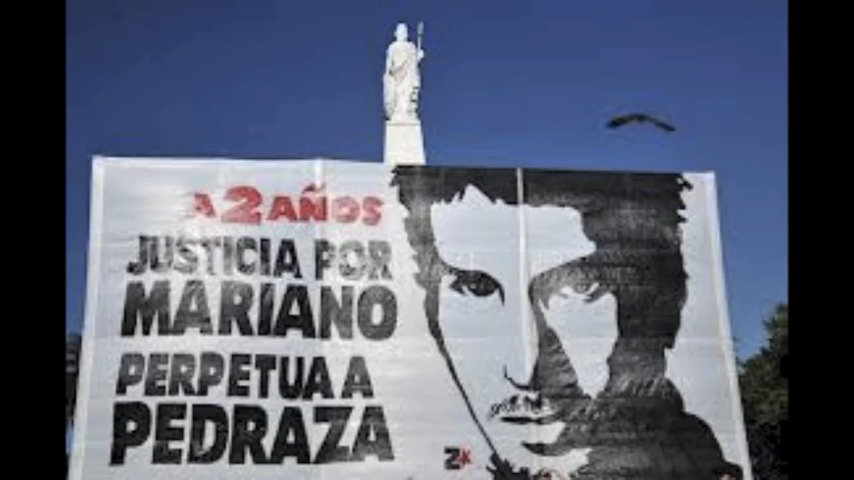 A 2 AÑOS
JUSTICIA POR
MARIANO
PERPETUA A
PEDRAZA